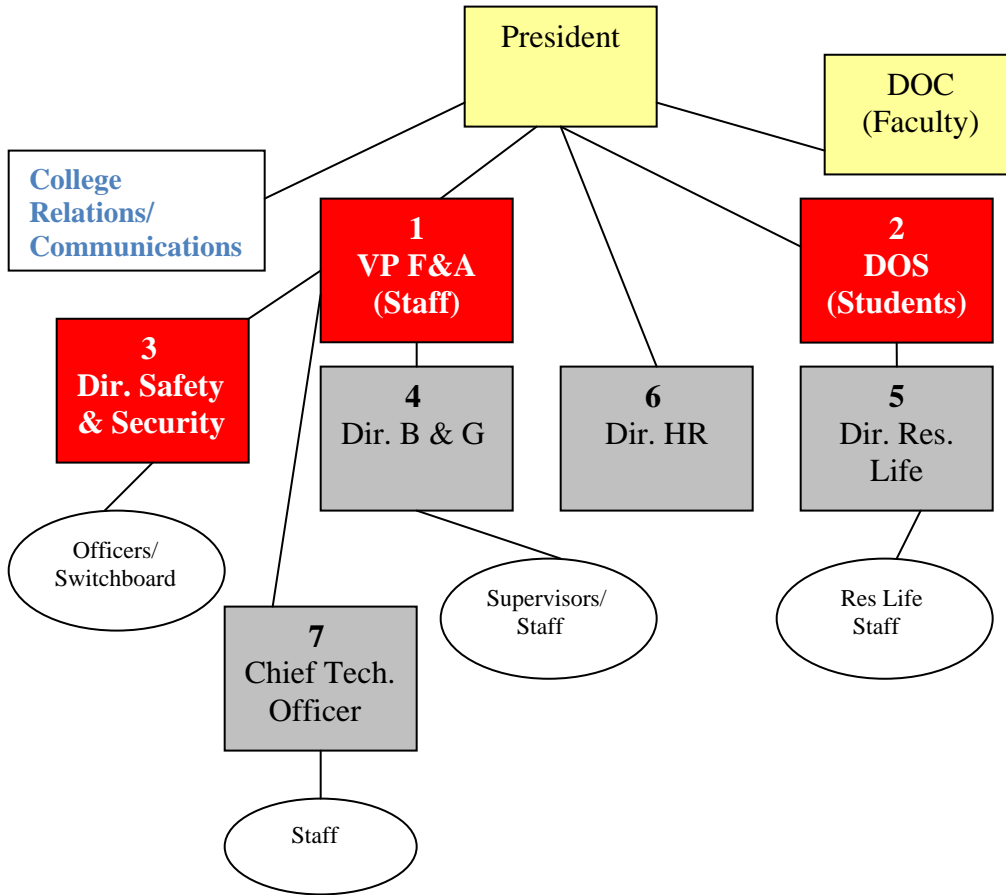 President
DOC
(Faculty)
College
Relations/
Communications
1
VP F&A
(Staff)
2
DOS
(Students)
3
Dir. Safety
& Security
4
Dir. B & G
6
Dir. HR
5
Dir. Res.
Life
Officers/
Switchboard
Supervisors/
Staff
Res Life
Staff
7
Chief Tech.
Officer
Staff